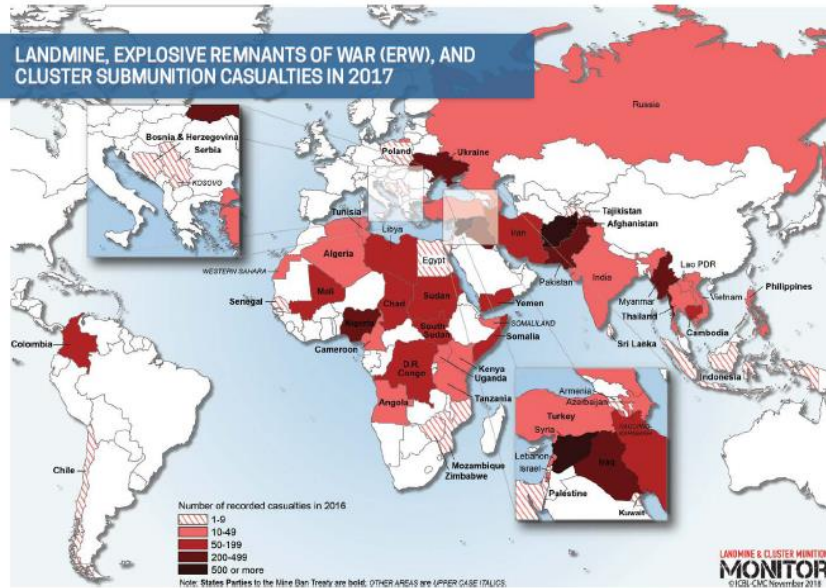 LANDMINE, EXPLOSIVE REMNANTS OF WAR (ERW), AND
CLUSTER SUBMUNITION CASUALTIES IN 2017
Russia
Bosnia & Herzegovina
Serbia
KOSOVO
Poland
Ukraine
Tunisia
Libya
Tajikistan
Afghanistan
Algeria
Egypt
Iran
WESTERN SAHARA
Pakistan
India
Lao PDR
Mali
Chad
Sudan
Yemen
Myanmar
Vietnam
Philippines
Senegal
Thailand
SOMALILAND
Colombia
South
Sudan
Somalia
Cambodia
Cameroon
Sri Lanka
D.R.
Congo
Kenya
Uganda
Indonesia
Angola
Tanzania
Armenia
Azerbaijan
Turkey
Syria
Lebanon
Iraq
Israel
Mozambique
Zimbabwe
Palestine
Kuwait
Chile
Number of recorded casualties in 2016
1-9
10-49
50-199
200-499
500 or more
Note: States Parties to the Mine Ban Treaty are bold; OTHER AREAS are UPPER CASE ITALICS.
LANDMINE & CLUSTER MUNITION
MONITOR
©ICBL-CMC November 2018